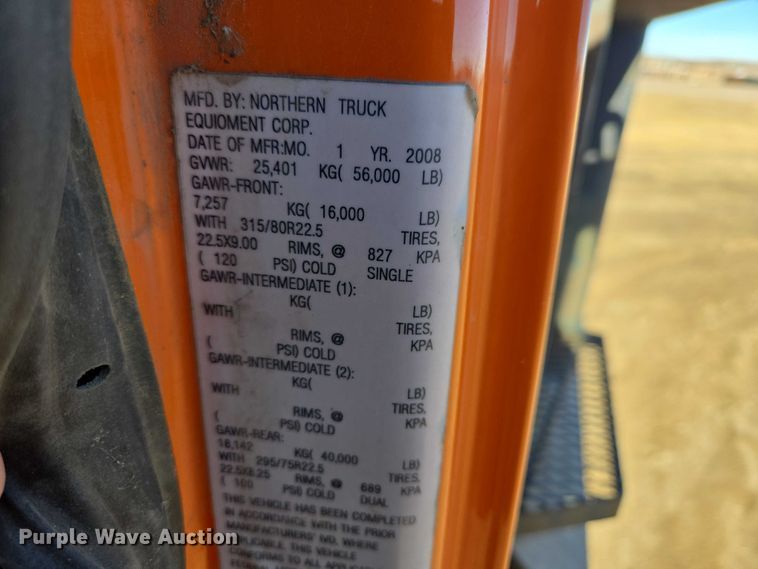 MFD. BY: NORTHERN TRUCK
EQUIOMENT CORP.
DATE OF MFR:MO. 1 YR. 2008
GVWR: 25,401 KG( 56,000 LB)
GAWR-FRONT:
7,257 KG( 16,000 LB)
WITH 315/80R22.5 TIRES,
22.5X9.00 RIMS, @ 827 KPA
( 120 PSI) COLD SINGLE
GAWR-INTERMEDIATE (1):
KG( LB)
WITH TIRES,
RIMS, @ KPA
( PSI) COLD
GAWR-INTERMEDIATE (2):
KG( LB)
WITH TIRES,
RIMS, @ KPA
( PSI) COLD
GAWR-REAR:
18,142 KG( 40,000 LB)
WITH 295/75R22.5 TIRES,
22.5X8.25 RIMS, @ 689 KPA
( 100 PSI) COLD DUAL
THIS VEHICLE HAS BEEN COMPLETED
IN ACCORDANCE WITH THE PRIOR
MANUFACTURERS' IVD. WHERE
APPLICABLE. THIS VEHICLE
CONFORMS TO ALL APPLICABLE
Purple Wave Auction®